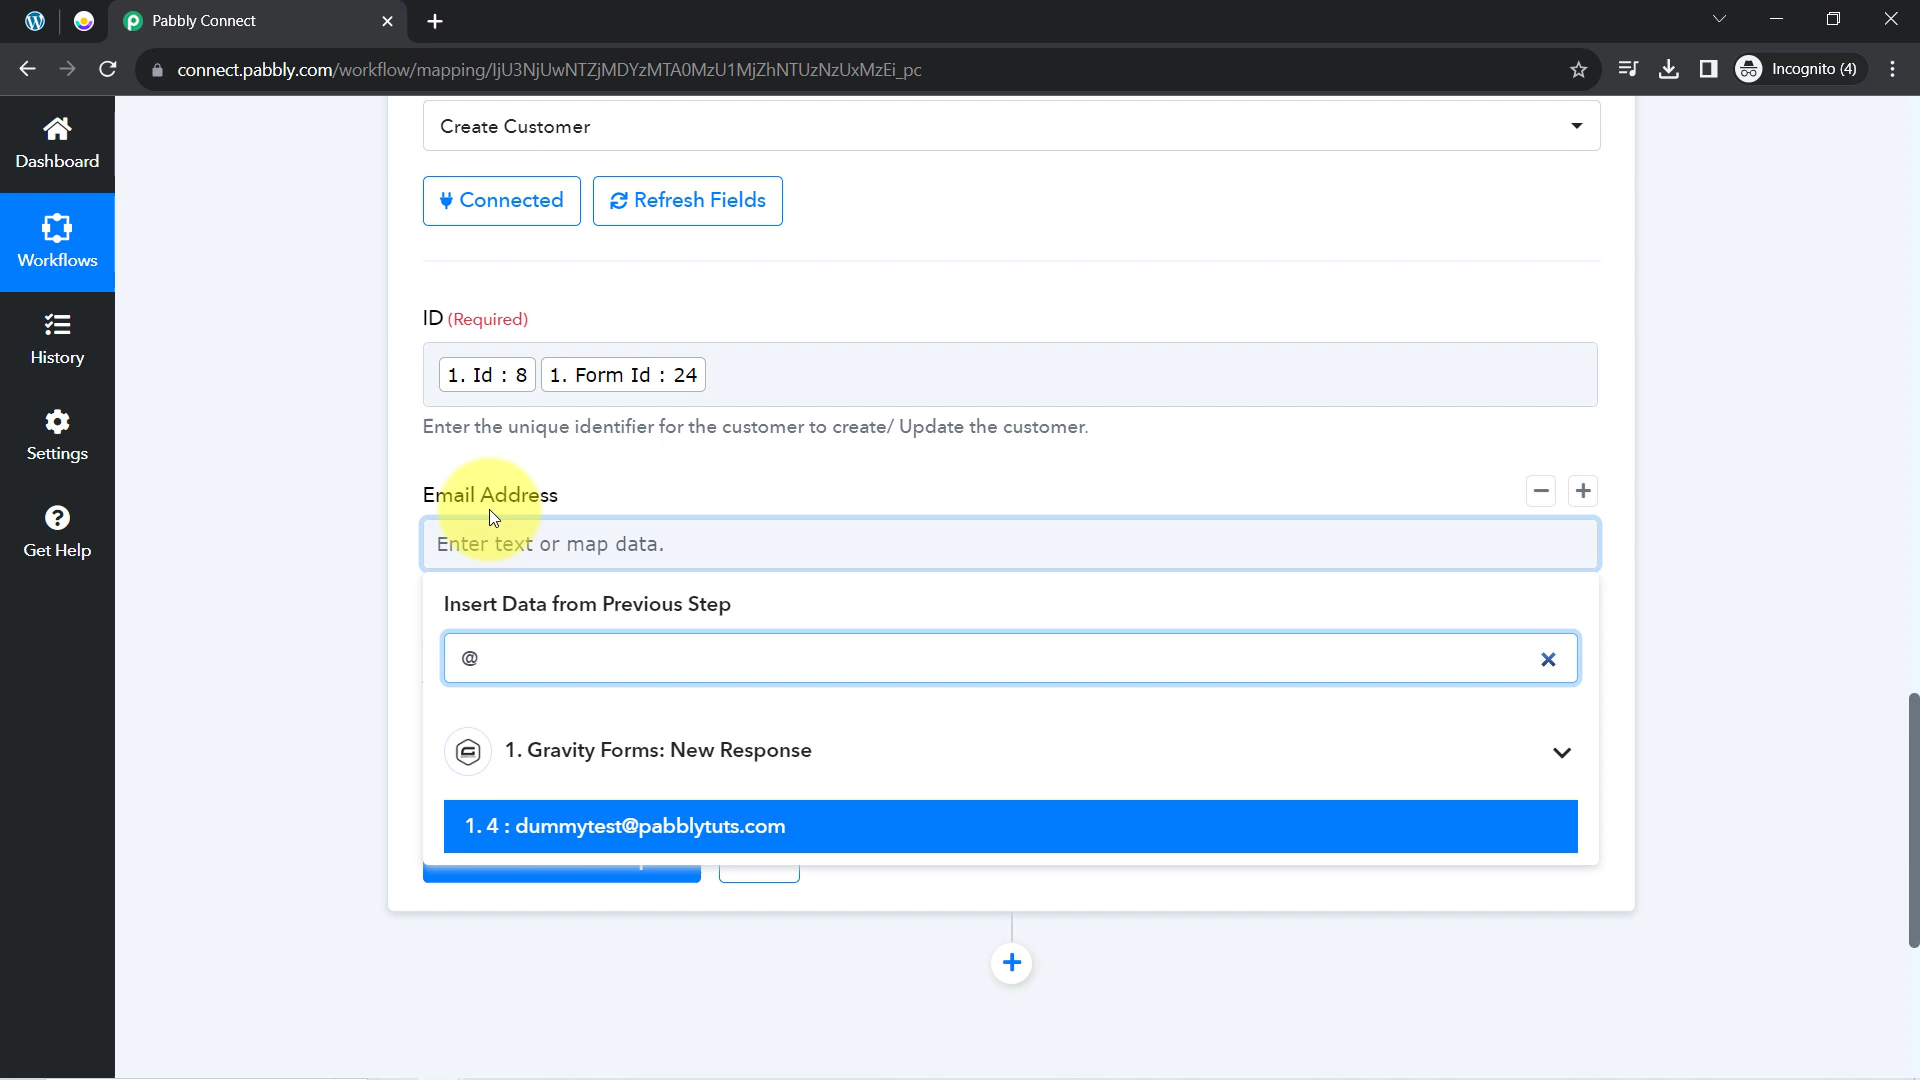 Pabbly Connect
connect.pabbly.com/workflow/mapping/IjU3NjUwNTZjMDYzMTA0MzU1MjZhNTUzNzUxMzEi_pc
Incognito (4)
Dashboard
Workflows
History
Settings
Get Help
Create Customer
Connected
Refresh Fields
ID (Required)
1. Id : 8 1. Form Id : 24
Enter the unique identifier for the customer to create/ Update the customer.
Email Address
Enter text or map data.
Insert Data from Previous Step
@
1. Gravity Forms: New Response
1. 4 : dummytest@pabblytuts.com